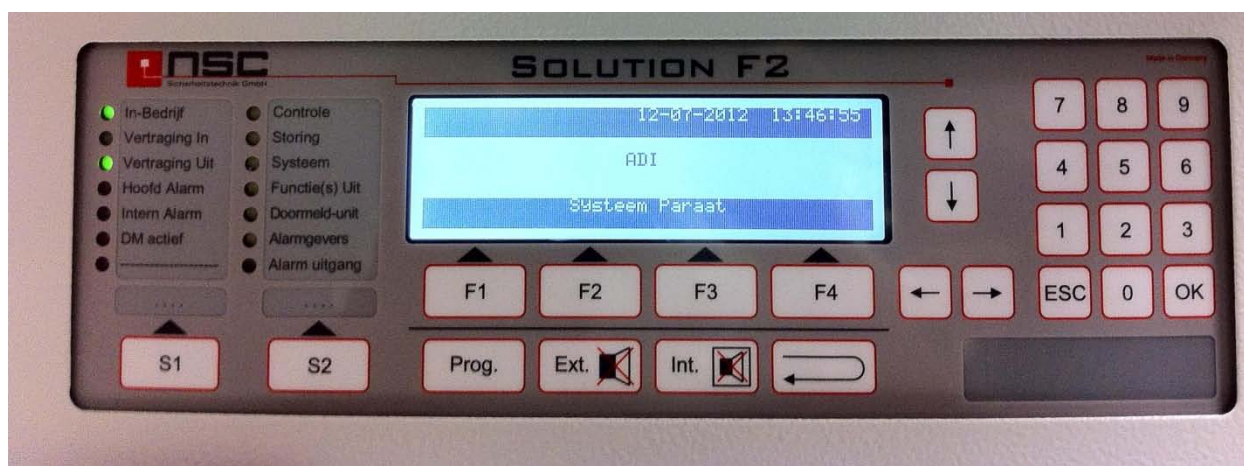 nsc
Sicherheitstechnik GmbH
SOLUTION F2
Made in Germany
In-Bedrijf
Vertraging In
Vertraging Uit
Hoofd Alarm
Intern Alarm
DM actief
Controle
Storing
Systeem
Functie(s) Uit
Doormeld-unit
Alarmgevers
Alarm uitgang
12-07-2012 13:46:55
ADI
Systeem Paraat
↑
↓
← →
7 8 9
4 5 6
1 2 3
ESC 0 OK
F1 F2 F3 F4
S1 S2
Prog. Ext. Int.